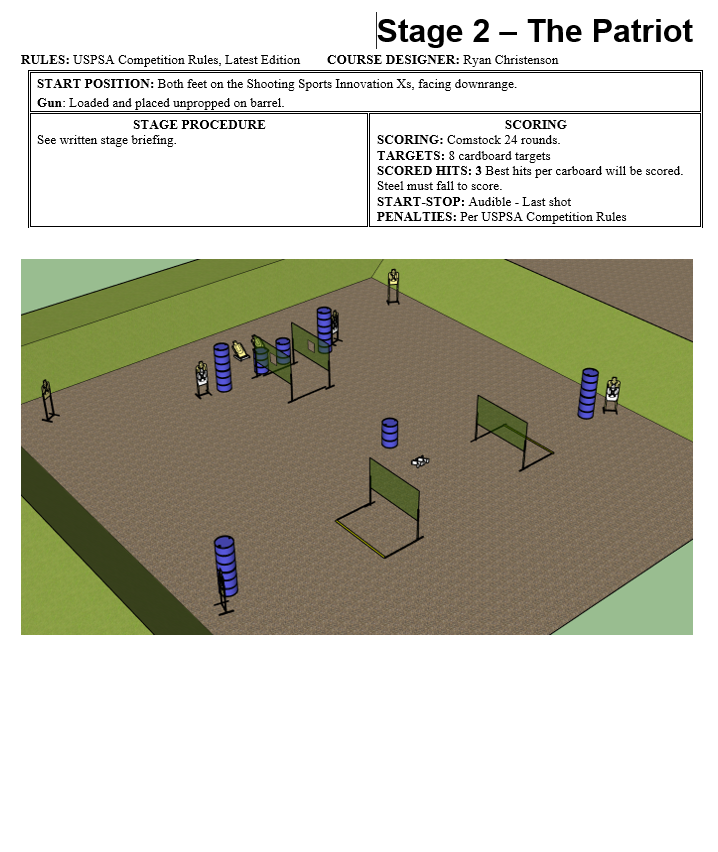 Stage 2 – The Patriot
RULES: USPSA Competition Rules, Latest Edition COURSE DESIGNER: Ryan Christenson
START POSITION: Both feet on the Shooting Sports Innovation Xs, facing downrange.
Gun: Loaded and placed unpropped on barrel.
STAGE PROCEDURE
See written stage briefing.
SCORING
SCORING: Comstock 24 rounds.
TARGETS: 8 cardboard targets
SCORED HITS: 3 Best hits per carboard will be scored.
Steel must fall to score.
START-STOP: Audible - Last shot
PENALTIES: Per USPSA Competition Rules